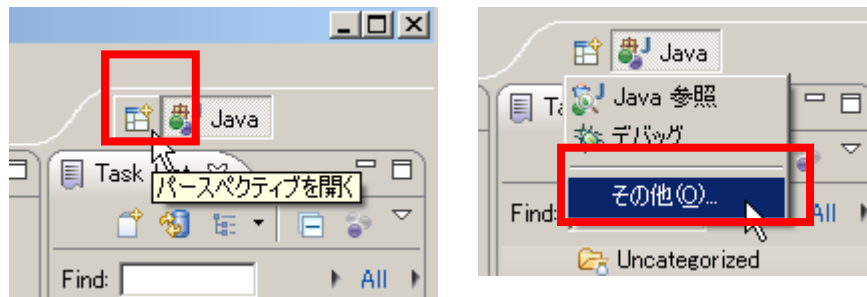 Java
Task
パースペクティブを開く
Find:
All
Java
Java 参照
デバッグ
その他(O)...
Find:
All
Uncategorized